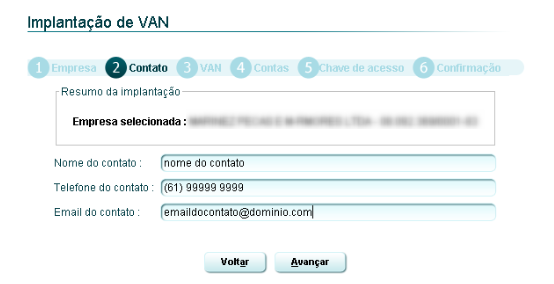 Implantação de VAN
1 Empresa 2 Contato 3 VAN 4 Contas 5 Chave de acesso 6 Confirmação
Resumo da implantação
Empresa selecionada :
Nome do contato : nome do contato
Telefone do contato : (61) 99999 9999
Email do contato : emaildocontato@dominio.com
Voltar Avançar